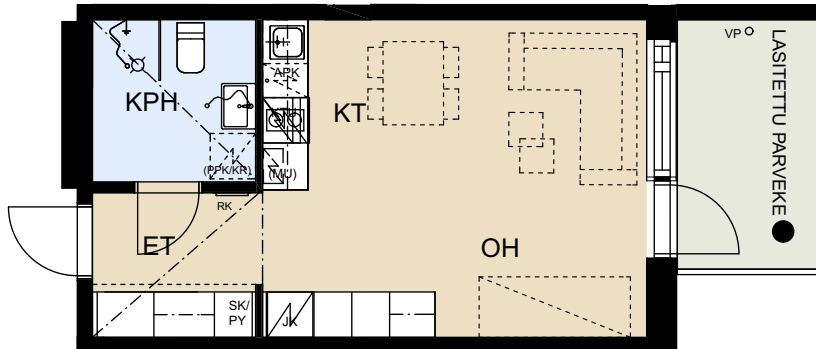 VP
LASITETTU PARVEKE
APK
KPH
KT
(PPK/KR)
(MU)
RK
ET
OH
SK/
PY
JK